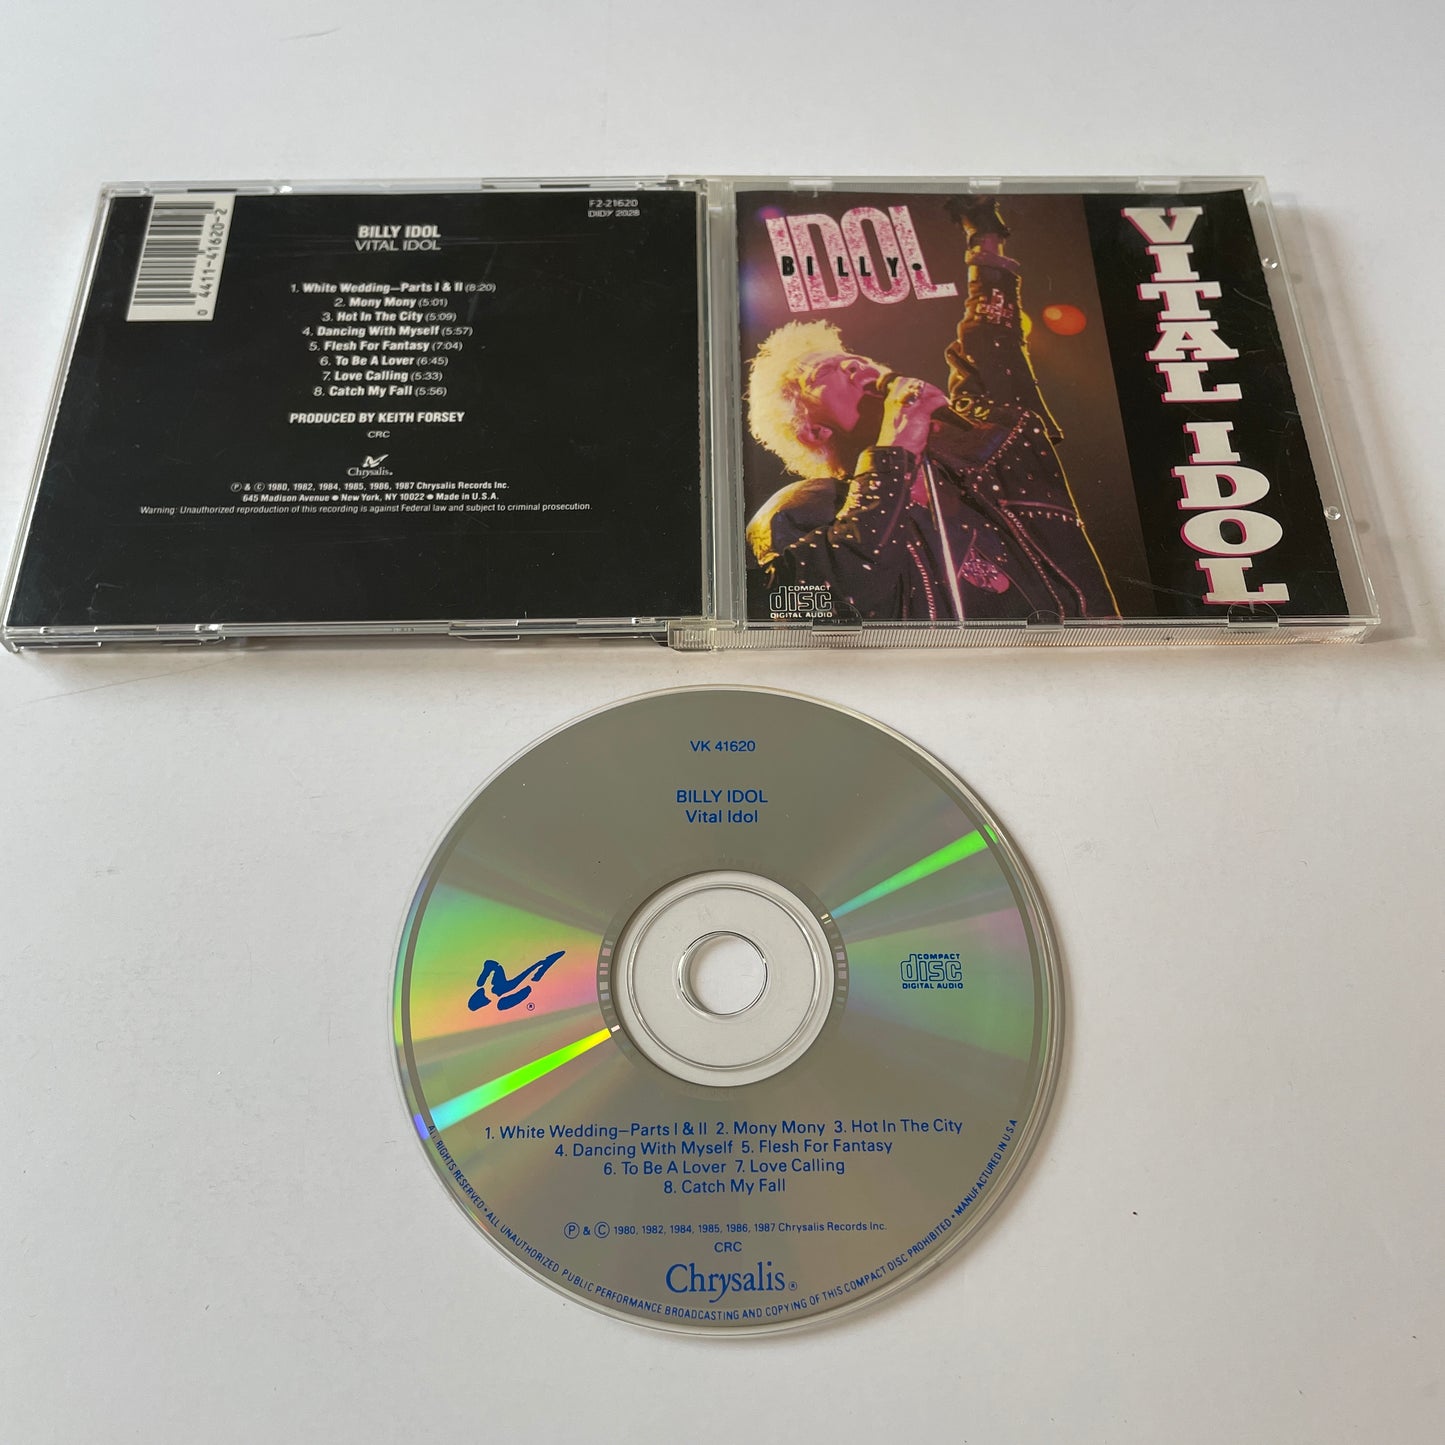 0 4411-41620-2
F2-21620
DIDY 2028
BILLY IDOL
VITAL IDOL
1. White Wedding—Parts I & II (8:20)
2. Mony Mony (5:01)
3. Hot In The City (5:09)
4. Dancing With Myself (5:57)
5. Flesh For Fantasy (7:04)
6. To Be A Lover (6:45)
7. Love Calling (5:33)
8. Catch My Fall (5:56)
PRODUCED BY KEITH FORSEY
CRC
Chrysalis®
Ⓟ & © 1980, 1982, 1984, 1985, 1986, 1987 Chrysalis Records Inc.
645 Madison Avenue ● New York, NY 10022 ● Made in U.S.A.
Warning: Unauthorized reproduction of this recording is against Federal law and subject to criminal prosecution.
IDOL
BILLY
VITAL IDOL
COMPACT
disc
DIGITAL AUDIO
VK 41620
BILLY IDOL
Vital Idol
®
COMPACT
disc
DIGITAL AUDIO
1. White Wedding—Parts I & II 2. Mony Mony 3. Hot In The City
4. Dancing With Myself 5. Flesh For Fantasy
6. To Be A Lover 7. Love Calling
8. Catch My Fall
Ⓟ & © 1980, 1982, 1984, 1985, 1986, 1987 Chrysalis Records Inc.
CRC
Chrysalis®
ALL RIGHTS RESERVED • ALL UNAUTHORIZED PUBLIC PERFORMANCE BROADCASTING AND COPYING OF THIS COMPACT DISC PROHIBITED • MANUFACTURED IN U.S.A